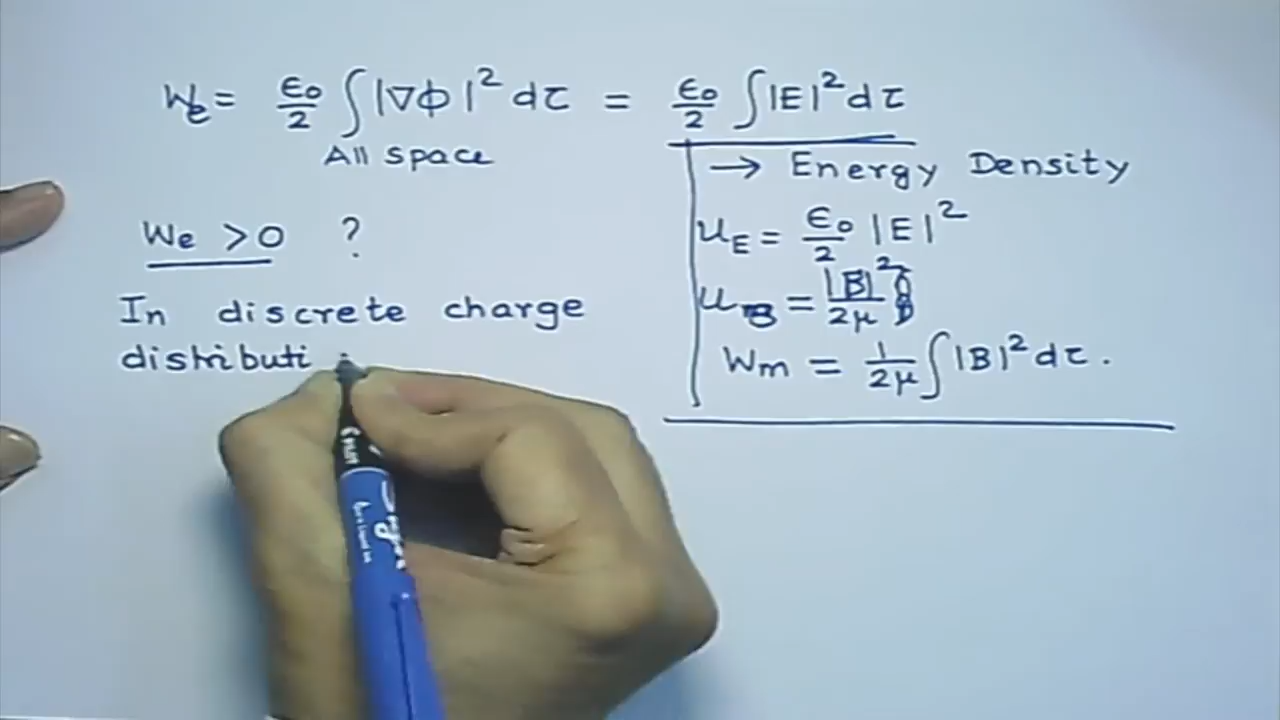 We = ε0/2 ∫ |∇Φ|² dτ = ε0/2 ∫ |E|² dτ
All space
→ Energy Density
We > 0 ?
uE = ε0/2 |E|²
In discrete charge
uB = |B|²/2μ
distributi
Wm = 1/2μ ∫ |B|² dτ.
PILOT